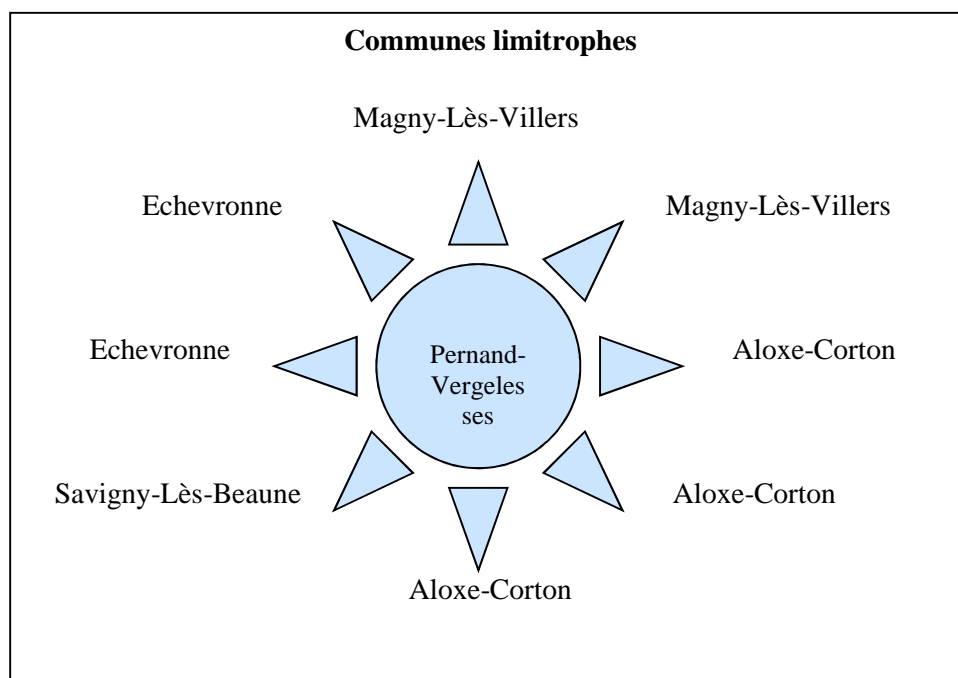 Communes limitrophes
Magny-Lès-Villers
Echevronne
Magny-Lès-Villers
Echevronne
Pernand-
Vergeles
ses
Aloxe-Corton
Savigny-Lès-Beaune
Aloxe-Corton
Aloxe-Corton